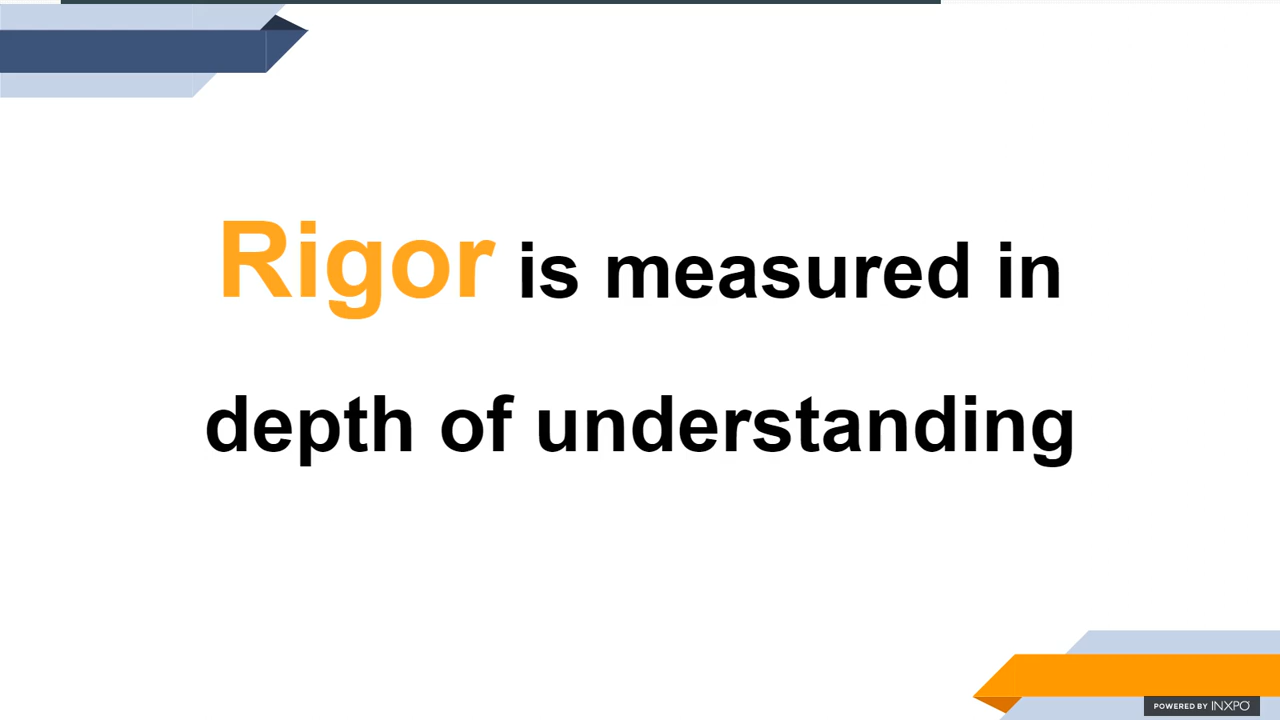 Rigor is measured in
depth of understanding
POWERED BY INXPO